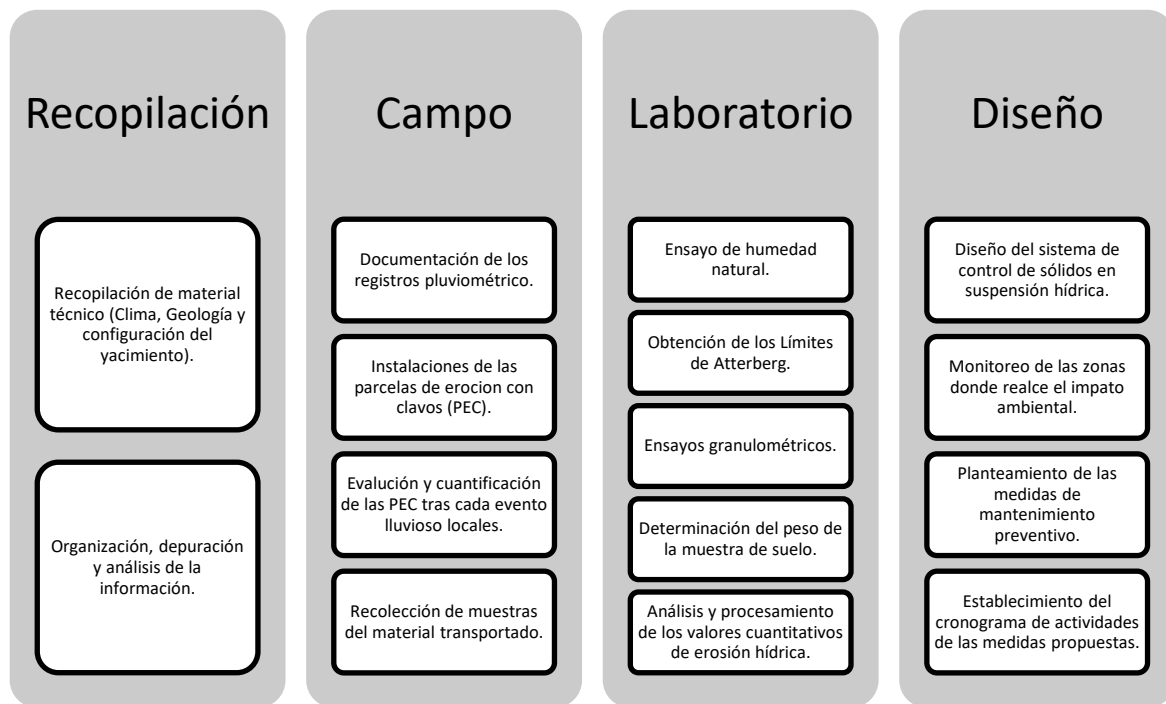 Recopilación
Recopilación de material
técnico (Clima, Geología y
configuración del
yacimiento).
Organización, depuración
y análisis de la
información.
Campo
Documentación de los
registros pluviométrico.
Instalaciones de las
parcelas de erocion con
clavos (PEC).
Evalución y cuantificación
de las PEC tras cada evento
lluvioso locales.
Recolección de muestras
del material transportado.
Laboratorio
Ensayo de humedad
natural.
Obtención de los Límites
de Atterberg.
Ensayos granulométricos.
Determinación del peso de
la muestra de suelo.
Análisis y procesamiento
de los valores cuantitativos
de erosión hídrica.
Diseño
Diseño del sistema de
control de sólidos en
suspensión hídrica.
Monitoreo de las zonas
donde realce el impato
ambiental.
Planteamiento de las
medidas de
mantenimiento
preventivo.
Establecimiento del
cronograma de actividades
de las medidas propuestas.